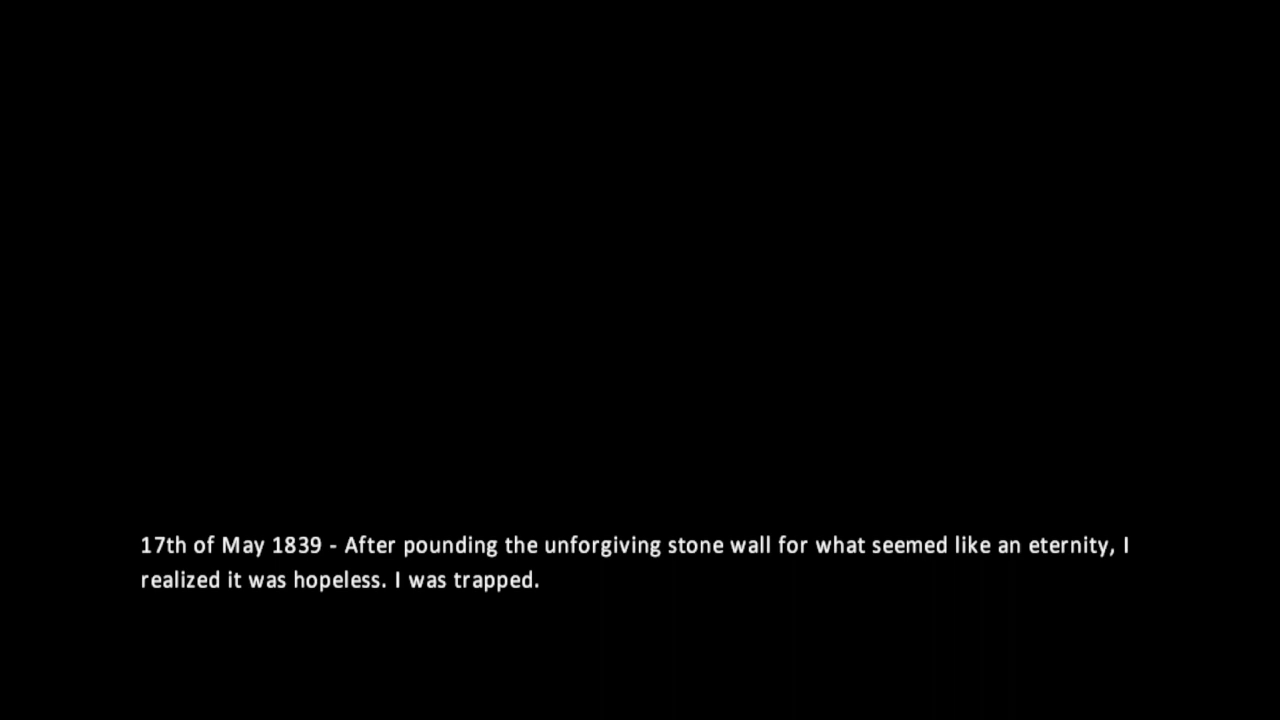 17th of May 1839 - After pounding the unforgiving stone wall for what seemed like an eternity, I
realized it was hopeless. I was trapped.